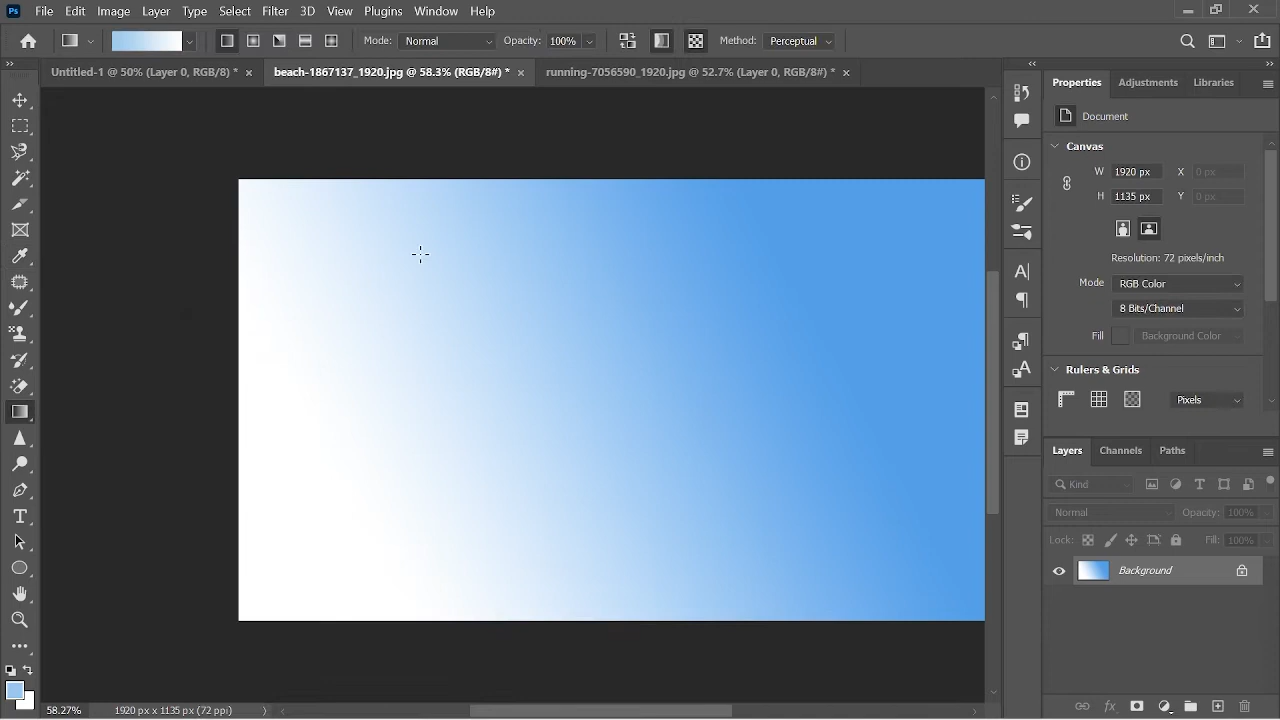 Ps File Edit Image Layer Type Select Filter 3D View Plugins Window Help
Mode: Normal Opacity: 100% Method: Perceptual
Untitled-1 @ 50% (Layer 0, RGB/8) * × beach-1867137_1920.jpg @ 58.3% (RGB/8#) * × running-7056590_1920.jpg @ 52.7% (Layer 0, RGB/8#) * ×
Properties Adjustments Libraries
Document
Canvas
W 1920 px X 0 px
H 1135 px Y 0 px
Resolution: 72 pixels/inch
Mode RGB Color
8 Bits/Channel
Fill Background Color
Rulers & Grids
Pixels
Layers Channels Paths
Kind
Normal Opacity: 100%
Lock: Fill: 100%
Background
58.27% 1920 px x 1135 px (72 ppi)